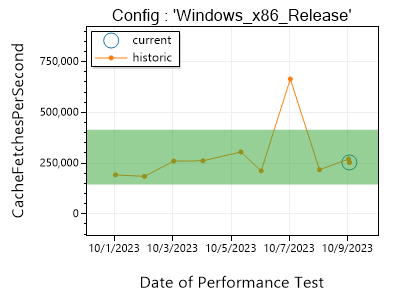 Config : 'Windows_x86_Release'
current
historic
CacheFetchesPerSecond
750,000
500,000
250,000
0
10/1/2023 10/3/2023 10/5/2023 10/7/2023 10/9/2023
Date of Performance Test